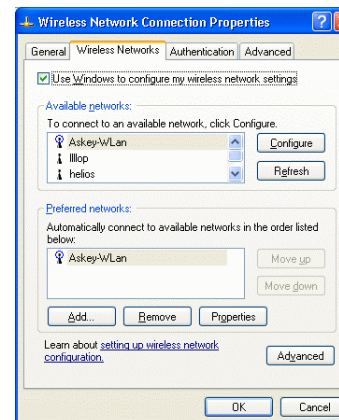 Wireless Network Connection Properties
General Wireless Networks Authentication Advanced
Use Windows to configure my wireless network settings
Available networks:
To connect to an available network, click Configure.
Askey-WLan
Configure
llllop
helios
Refresh
Preferred networks:
Automatically connect to available networks in the order listed
below:
Askey-WLan
Move up
Move down
Add... Remove Properties
Learn about setting up wireless network
configuration.
Advanced
OK Cancel